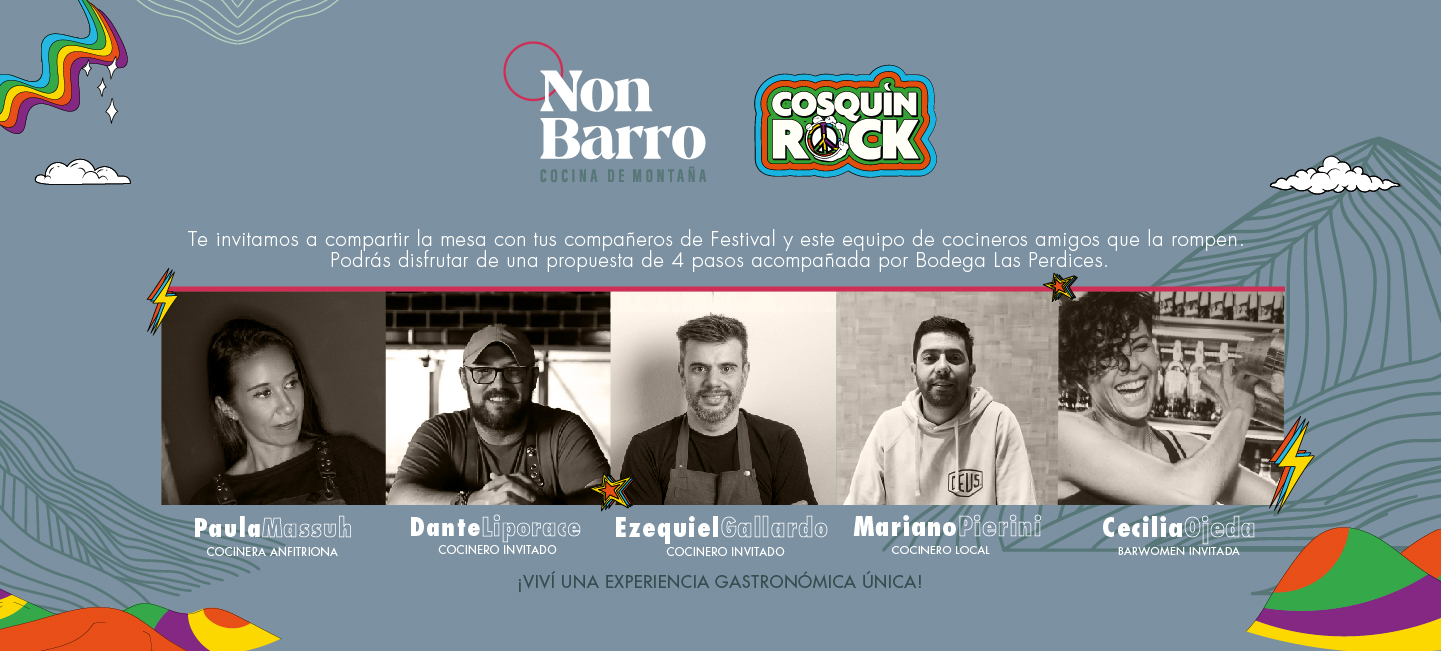 Non
Barro
COCINA DE MONTAÑA
COSQUÍN
ROCK
Te invitamos a compartir la mesa con tus compañeros de Festival y este equipo de cocineros amigos que la rompen.
Podrás disfrutar de una propuesta de 4 pasos acompañada por Bodega Las Perdices.
DEUS
PaulaMassuh
COCINERA ANFITRIONA
DanteLiporace
COCINERO INVITADO
EzequielGallardo
COCINERO INVITADO
MarianoPierini
COCINERO LOCAL
CeciliaOjeda
BARWOMEN INVITADA
¡VIVÍ UNA EXPERIENCIA GASTRONÓMICA ÚNICA!